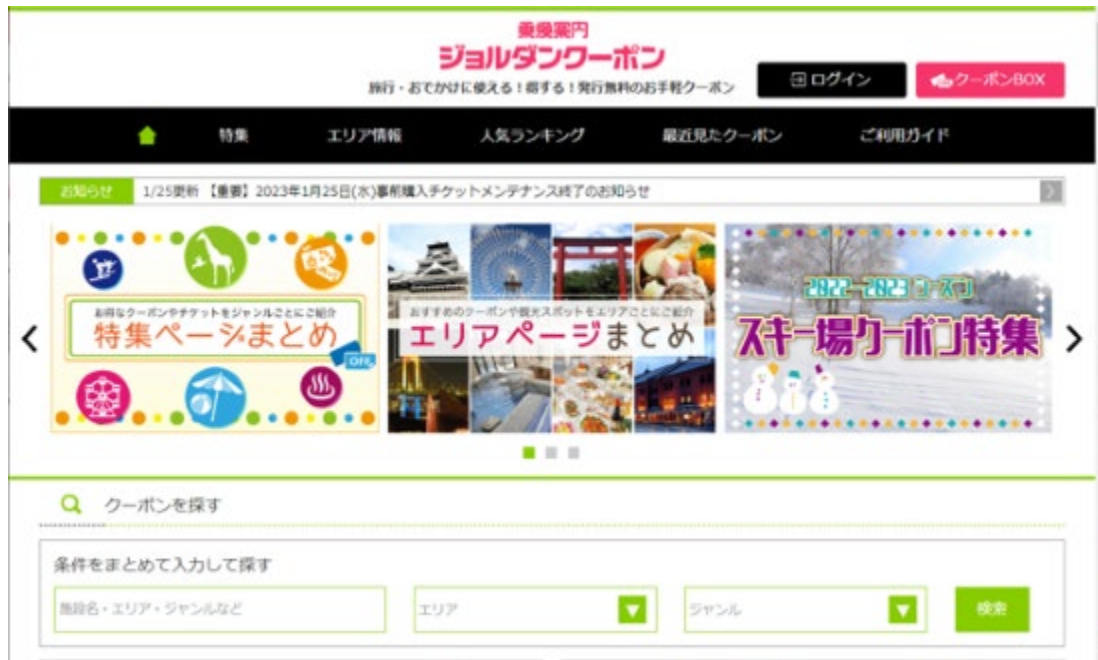 乗換案内
ジョルダンクーポン
旅行・おでかけに使える！得する！発行無料のお手軽クーポン
ログイン
クーポンBOX
特集
エリア情報
人気ランキング
最近見たクーポン
ご利用ガイド
お知らせ
1/25更新 【重要】2023年1月25日(水)事前購入チケットメンテナンス終了のお知らせ
お得なクーポンやチケットをジャンルごとにご紹介
特集ページまとめ
OFF
おすすめのクーポンや観光スポットをエリアごとにご紹介
エリアページまとめ
2022-2023 シーズン
スキー場クーポン特集
クーポンを探す
条件をまとめて入力して探す
施設名・エリア・ジャンルなど
エリア
ジャンル
検索